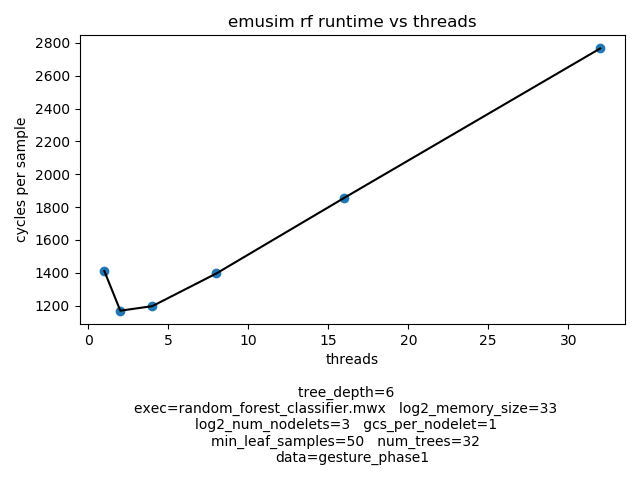 emusim rf runtime vs threads
2800
2600
2400
2200
2000
1800
1600
1400
1200
cycles per sample
0 5 10 15 20 25 30
threads
tree_depth=6
exec=random_forest_classifier.mwx log2_memory_size=33
log2_num_nodelets=3 gcs_per_nodelet=1
min_leaf_samples=50 num_trees=32
data=gesture_phase1